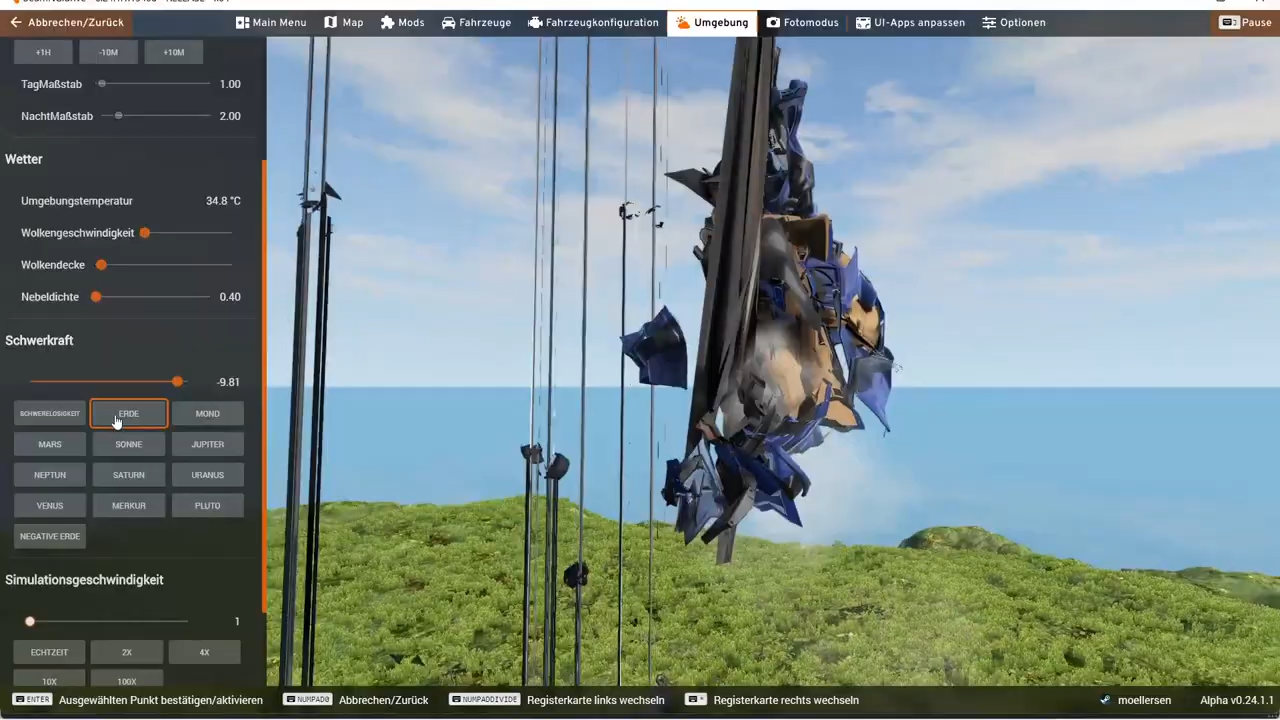 Abbrechen/Zurück Main Menu Map Mods Fahrzeuge Fahrzeugkonfiguration Umgebung Fotomodus UI-Apps anpassen Optionen Pause
+1H -10M +10M
TagMaßstab 1.00
NachtMaßstab 2.00
Wetter
Umgebungstemperatur 34.8 °C
Wolkengeschwindigkeit
Wolkendecke
Nebeldichte 0.40
Schwerkraft
-9.81
SCHWERELOSIGKEIT ERDE MOND
MARS SONNE JUPITER
NEPTUN SATURN URANUS
VENUS MERKUR PLUTO
NEGATIVE ERDE
Simulationsgeschwindigkeit
1
ECHTZEIT 2X 4X
10X 100X
ENTER Ausgewählten Punkt bestätigen/aktivieren NUMPAD0 Abbrechen/Zurück NUMPADDIVIDE Registerkarte links wechseln * Registerkarte rechts wechseln moellersen Alpha v0.24.1.1